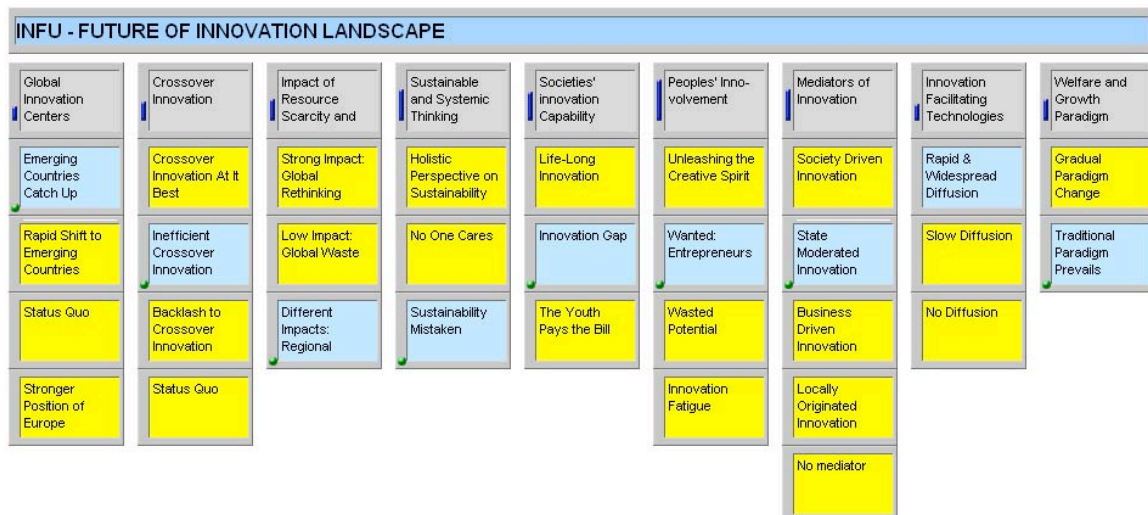 INFU - FUTURE OF INNOVATION LANDSCAPE
Global
Innovation
Centers
Emerging
Countries
Catch Up
Rapid Shift to
Emerging
Countries
Status Quo
Stronger
Position of
Europe
Crossover
Innovation
Crossover
Innovation At It
Best
Inefficient
Crossover
Innovation
Backlash to
Crossover
Innovation
Status Quo
Impact of
Resource
Scarcity and
Strong Impact:
Global
Rethinking
Low Impact:
Global Waste
Different
Impacts:
Regional
Sustainable
and Systemic
Thinking
Holistic
Perspective on
Sustainability
No One Cares
Sustainability
Mistaken
Societies'
innovation
Capability
Life-Long
Innovation
Innovation Gap
The Youth
Pays the Bill
Peoples' Inno-
volvement
Unleashing the
Creative Spirit
Wanted:
Entrepreneurs
Wasted
Potential
Innovation
Fatigue
Mediators of
Innovation
Society Driven
Innovation
State
Moderated
Innovation
Business
Driven
Innovation
Locally
Originated
Innovation
No mediator
Innovation
Facilitating
Technologies
Rapid &
Widespread
Diffusion
Slow Diffusion
No Diffusion
Welfare and
Growth
Paradigm
Gradual
Paradigm
Change
Traditional
Paradigm
Prevails